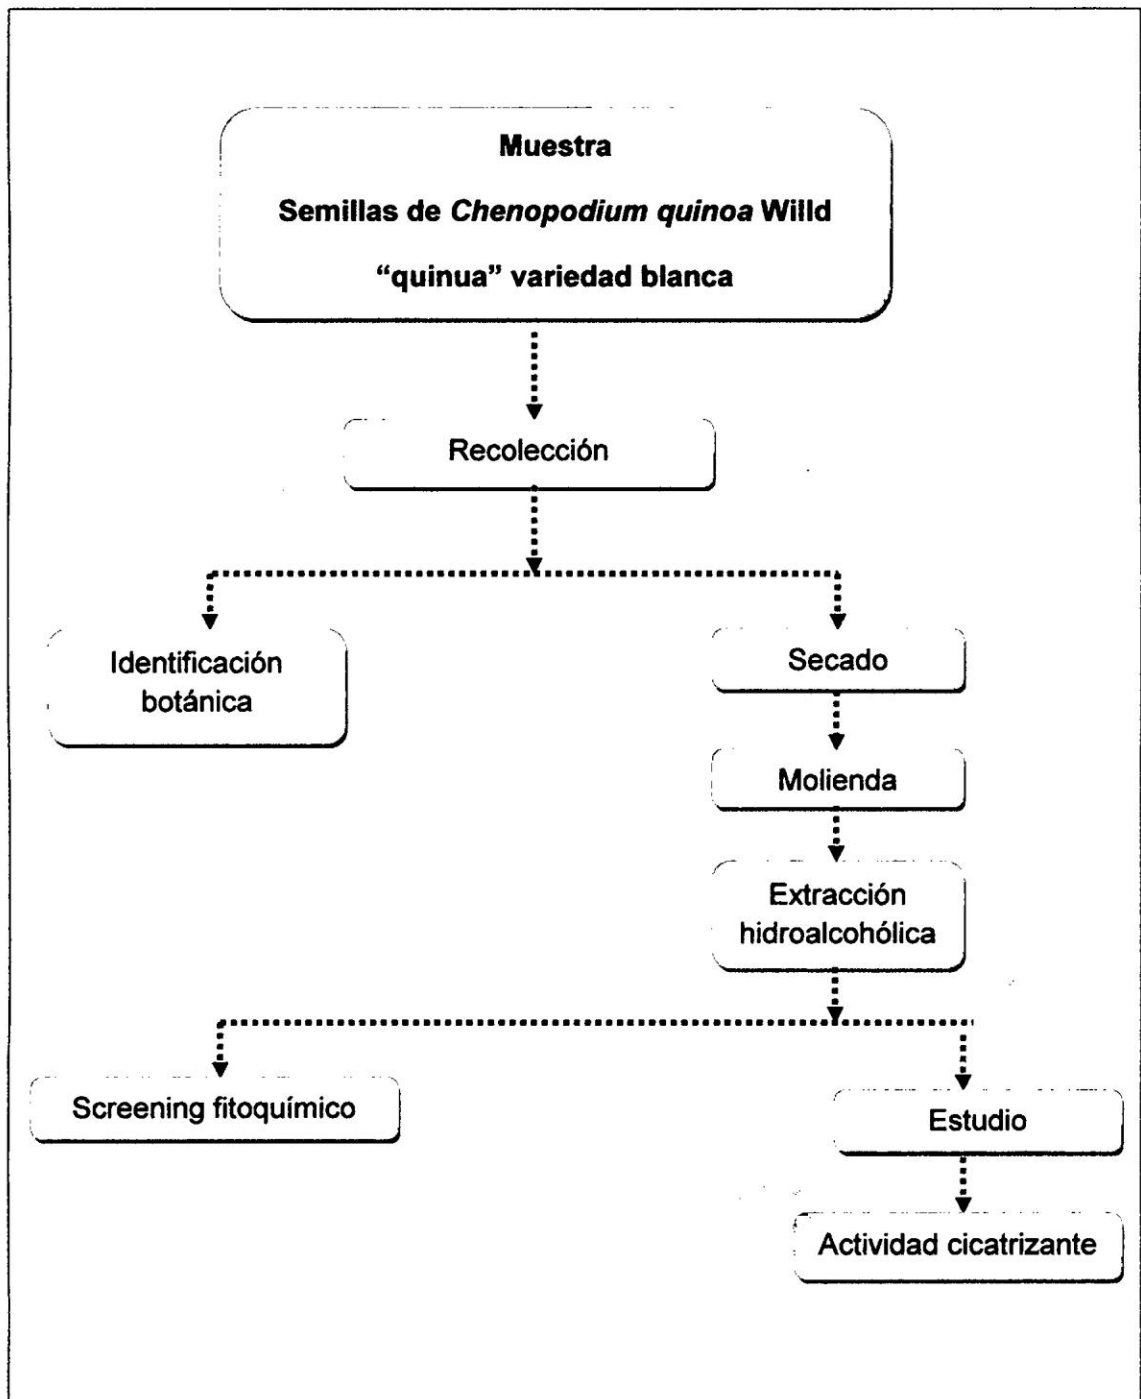 Muestra
Semillas de Chenopodium quinoa Willd
“quinua” variedad blanca
Recolección
Identificación
botánica
Secado
Molienda
Extracción
hidroalcohólica
Screening fitoquímico
Estudio
Actividad cicatrizante